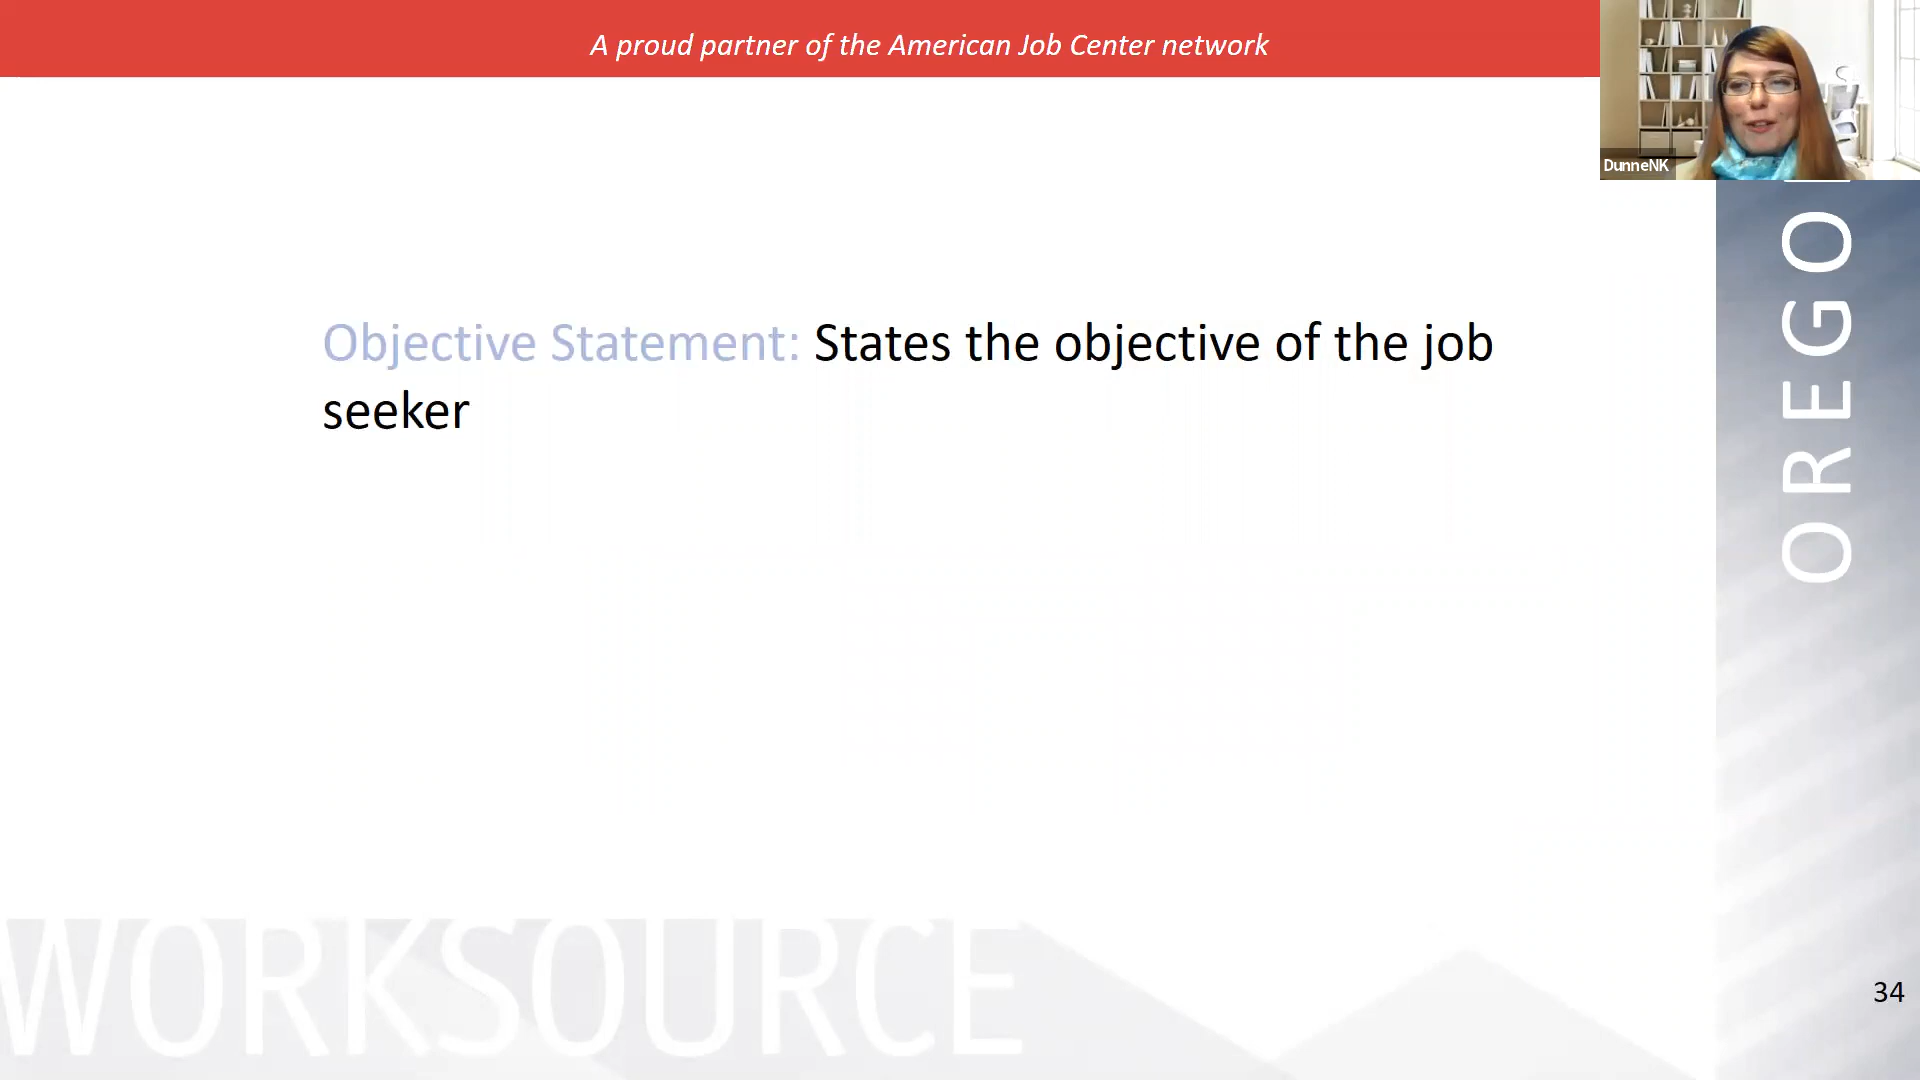 A proud partner of the American Job Center network
DunneNK
Objective Statement: States the objective of the job
seeker
OREGO
WORKSOURCE
34